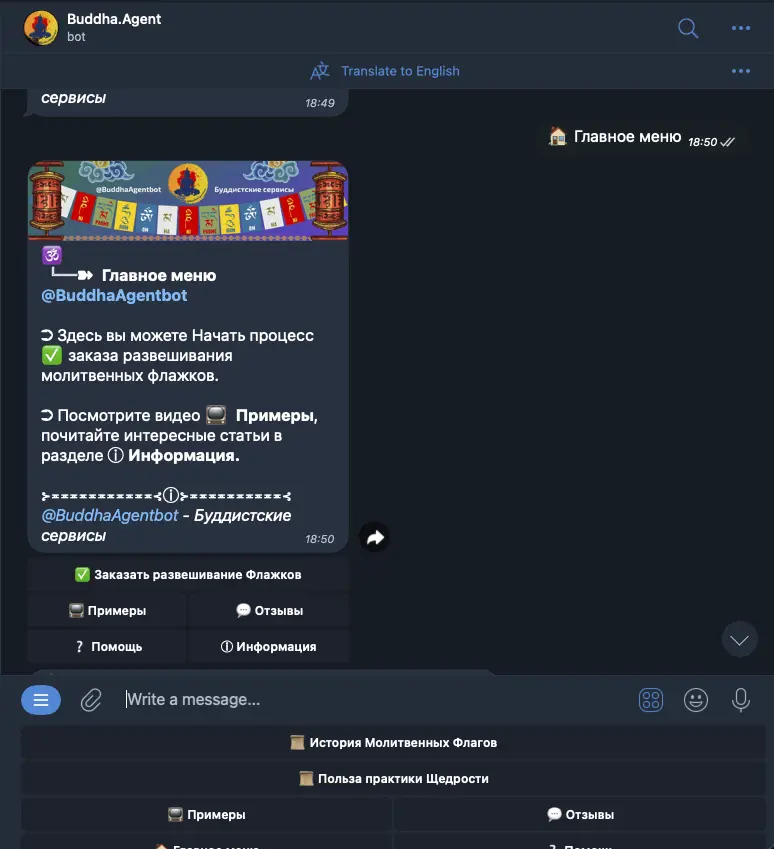 Buddha.Agent
bot
Translate to English
сервисы
18:49
🏠 Главное меню 18:50
@BuddhaAgentbot
Буддистские сервисы
🕉
└──➽ Главное меню
@BuddhaAgentbot
➲ Здесь вы можете Начать процесс
✅ заказа развешивания
молитвенных флажков.
➲ Посмотрите видео 📺 Примеры,
почитайте интересные статьи в
разделе ⓘ Информация.
@BuddhaAgentbot - Буддистские
сервисы
18:50
✅ Заказать развешивание Флажков
📺 Примеры
💬 Отзывы
❔ Помощь
ⓘ Информация
Write a message...
📜 История Молитвенных Флагов
📜 Польза практики Щедрости
📺 Примеры
💬 Отзывы
🏠 Главное меню
❔ Помощь